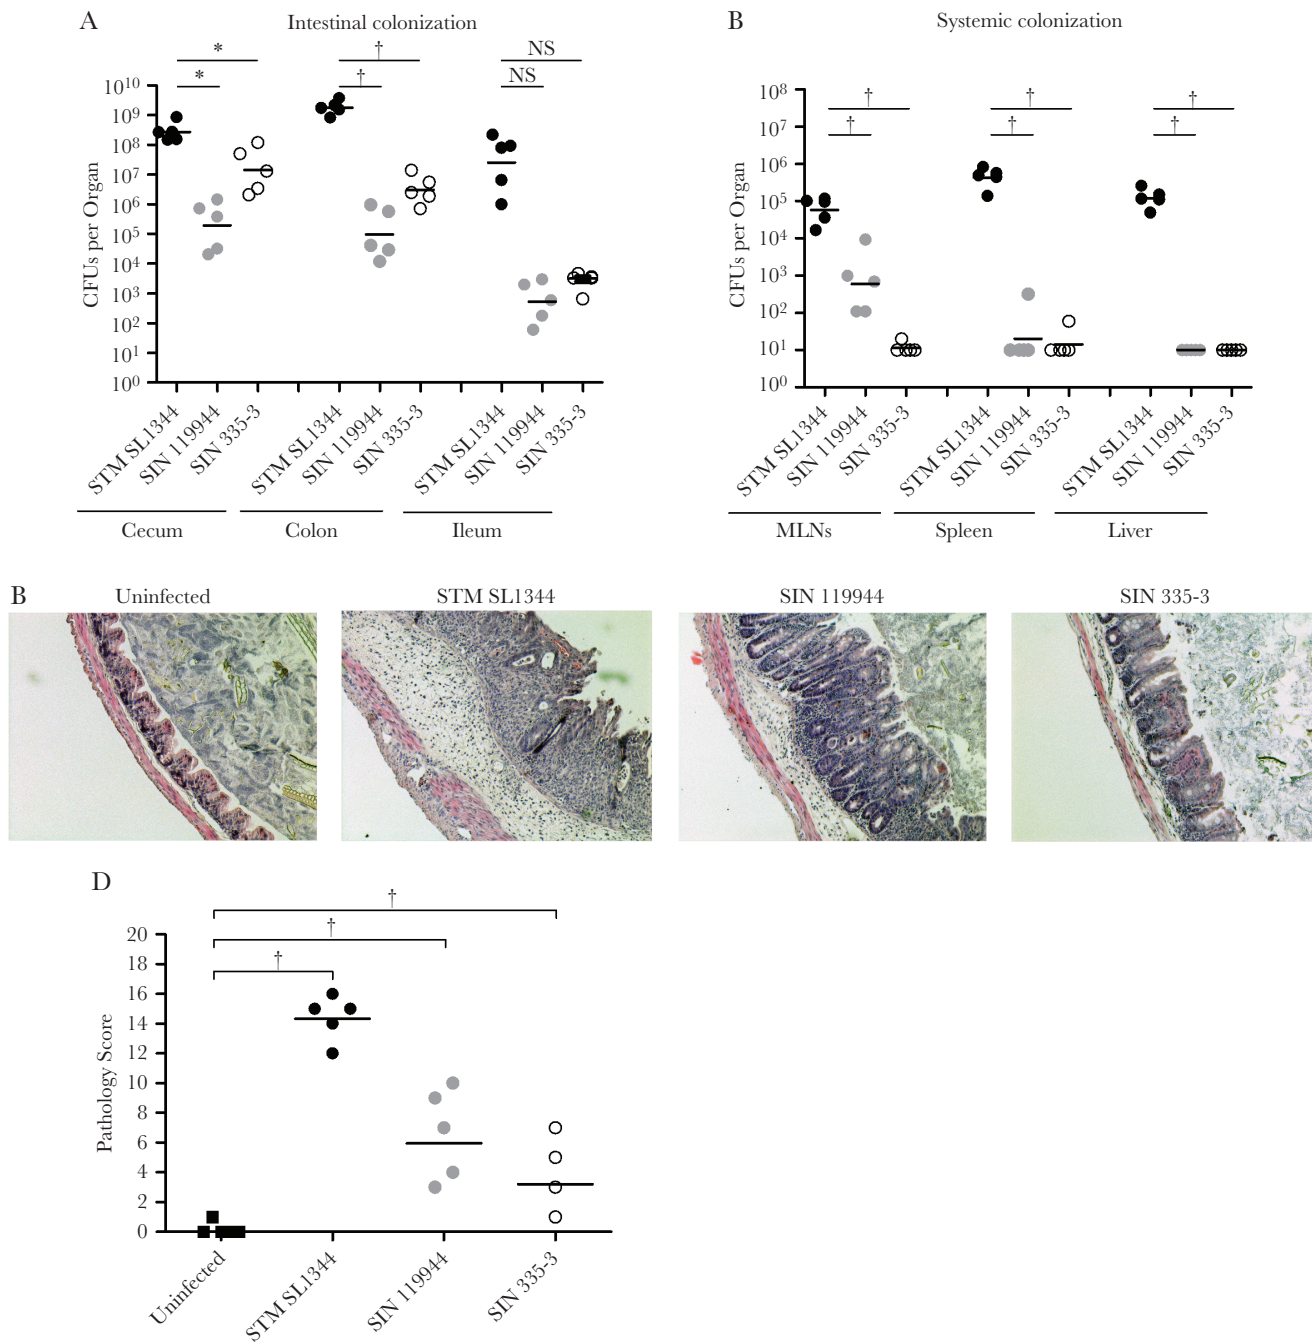 A
Intestinal colonization
*
*
†
†
NS
NS
CFUs per Organ
10¹⁰
10⁹
10⁸
10⁷
10⁶
10⁵
10⁴
10³
10²
10¹
10⁰
STM SL1344
SIN 119944
SIN 335-3
STM SL1344
SIN 119944
SIN 335-3
STM SL1344
SIN 119944
SIN 335-3
Cecum
Colon
Ileum
B
Systemic colonization
†
†
†
†
†
†
CFUs per Organ
10⁸
10⁷
10⁶
10⁵
10⁴
10³
10²
10¹
10⁰
STM SL1344
SIN 119944
SIN 335-3
STM SL1344
SIN 119944
SIN 335-3
STM SL1344
SIN 119944
SIN 335-3
MLNs
Spleen
Liver
B
Uninfected
STM SL1344
SIN 119944
SIN 335-3
D
†
†
†
Pathology Score
20
18
16
14
12
10
8
6
4
2
0
Uninfected
STM SL1344
SIN 119944
SIN 335-3